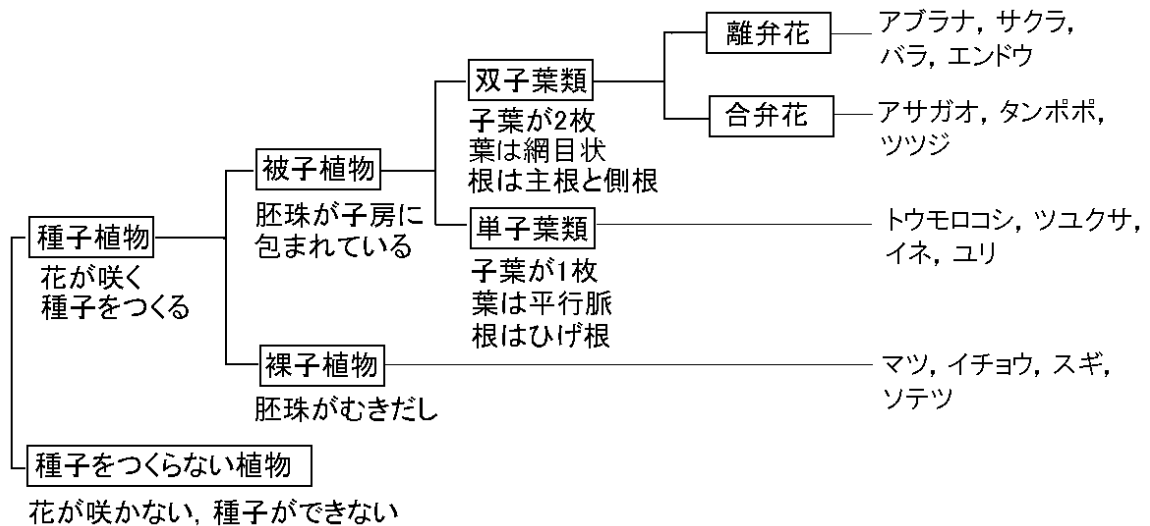 離弁花
アブラナ，サクラ，
バラ，エンドウ
双子葉類
子葉が2枚
葉は網目状
根は主根と側根
合弁花
アサガオ，タンポポ，
ツツジ
被子植物
胚珠が子房に
包まれている
種子植物
花が咲く
種子をつくる
単子葉類
子葉が1枚
葉は平行脈
根はひげ根
トウモロコシ，ツユクサ，
イネ，ユリ
裸子植物
胚珠がむきだし
マツ，イチョウ，スギ，
ソテツ
種子をつくらない植物
花が咲かない，種子ができない